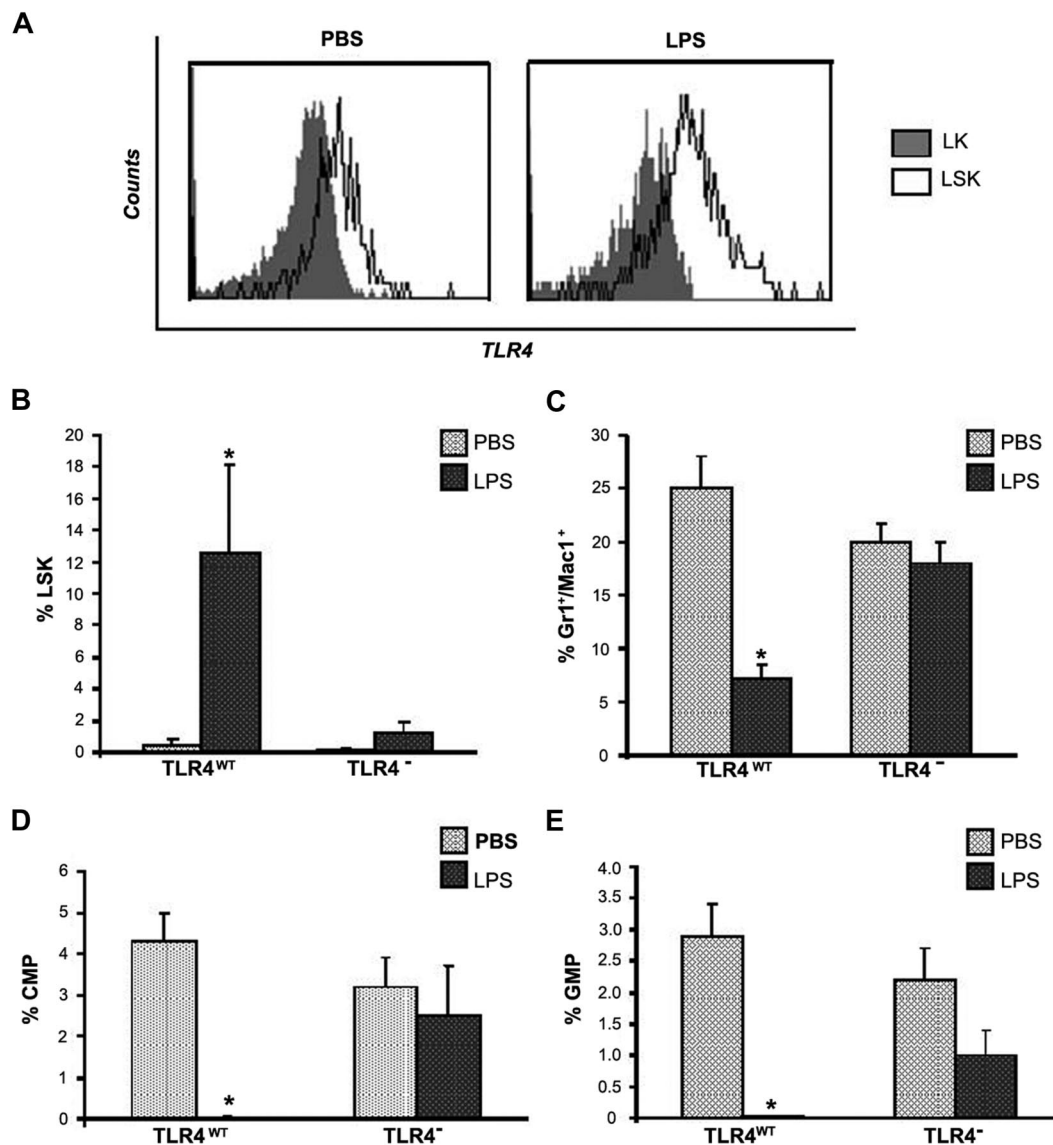 A
PBS
LPS
Counts
TLR4
LK
LSK
B
% LSK
20
18
16
14
12
10
8
6
4
2
0
*
PBS
LPS
TLR4WT
TLR4-
C
% Gr1+/Mac1+
30
25
20
15
10
5
0
*
PBS
LPS
TLR4WT
TLR4-
D
% CMP
6
5
4
3
2
1
0
*
PBS
LPS
TLR4WT
TLR4-
E
% GMP
4.0
3.5
3.0
2.5
2.0
1.5
1.0
0.5
0
*
PBS
LPS
TLR4WT
TLR4-